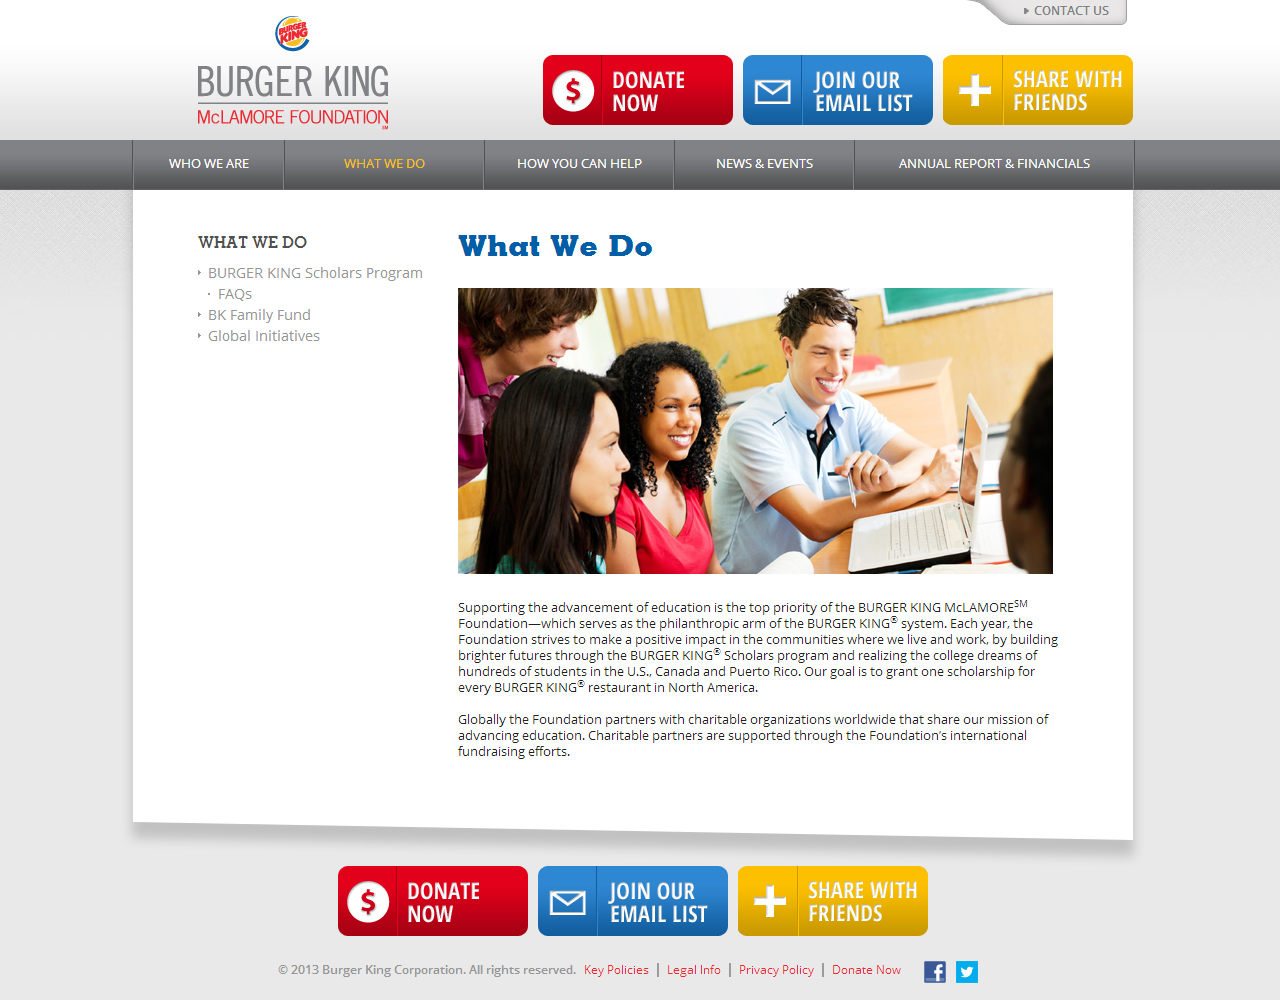 CONTACT US
BURGER KING
BURGER KING
McLAMORE FOUNDATION SM
DONATE NOW
JOIN OUR EMAIL LIST
SHARE WITH FRIENDS
WHO WE ARE
WHAT WE DO
HOW YOU CAN HELP
NEWS & EVENTS
ANNUAL REPORT & FINANCIALS
WHAT WE DO
BURGER KING Scholars Program
FAQs
BK Family Fund
Global Initiatives
What We Do
Supporting the advancement of education is the top priority of the BURGER KING McLAMORE℠
Foundation—which serves as the philanthropic arm of the BURGER KING® system. Each year, the
Foundation strives to make a positive impact in the communities where we live and work, by building
brighter futures through the BURGER KING® Scholars program and realizing the college dreams of
hundreds of students in the U.S., Canada and Puerto Rico. Our goal is to grant one scholarship for
every BURGER KING® restaurant in North America.
Globally the Foundation partners with charitable organizations worldwide that share our mission of
advancing education. Charitable partners are supported through the Foundation’s international
fundraising efforts.
DONATE NOW
JOIN OUR EMAIL LIST
SHARE WITH FRIENDS
© 2013 Burger King Corporation. All rights reserved. Key Policies | Legal Info | Privacy Policy | Donate Now